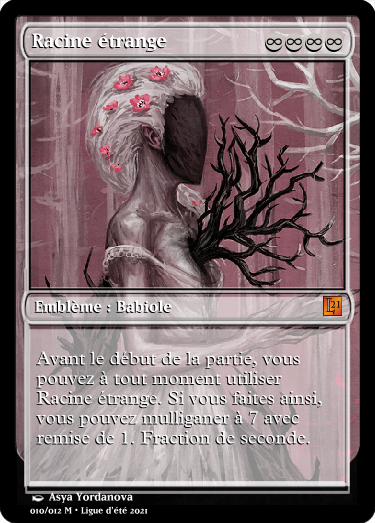 Racine étrange
∞∞∞∞
Emblème : Babiole
L21
Avant le début de la partie, vous
pouvez à tout moment utiliser
Racine étrange. Si vous faites ainsi,
vous pouvez mulliganer à 7 avec
remise de 1. Fraction de seconde.
Asya Yordanova
010/012 M • Ligue d'été 2021